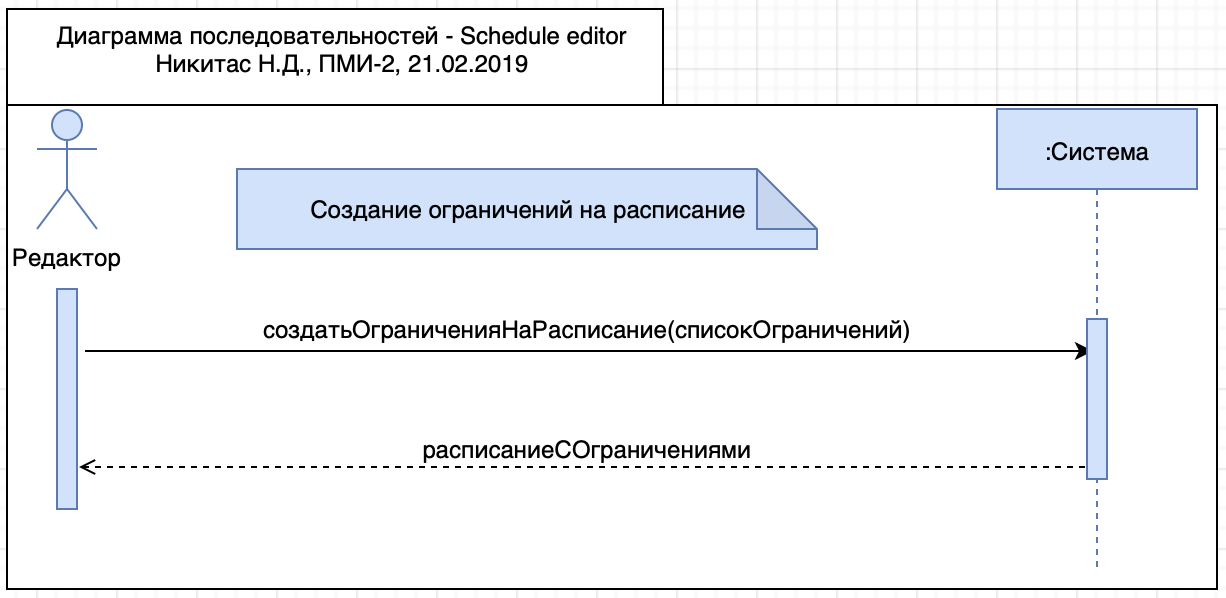 Диаграмма последовательностей - Schedule editor
Никитас Н.Д., ПМИ-2, 21.02.2019
:Система
Создание ограничений на расписание
Редактор
создатьОграниченияНаРасписание(списокОграничений)
расписаниеСОграничениями